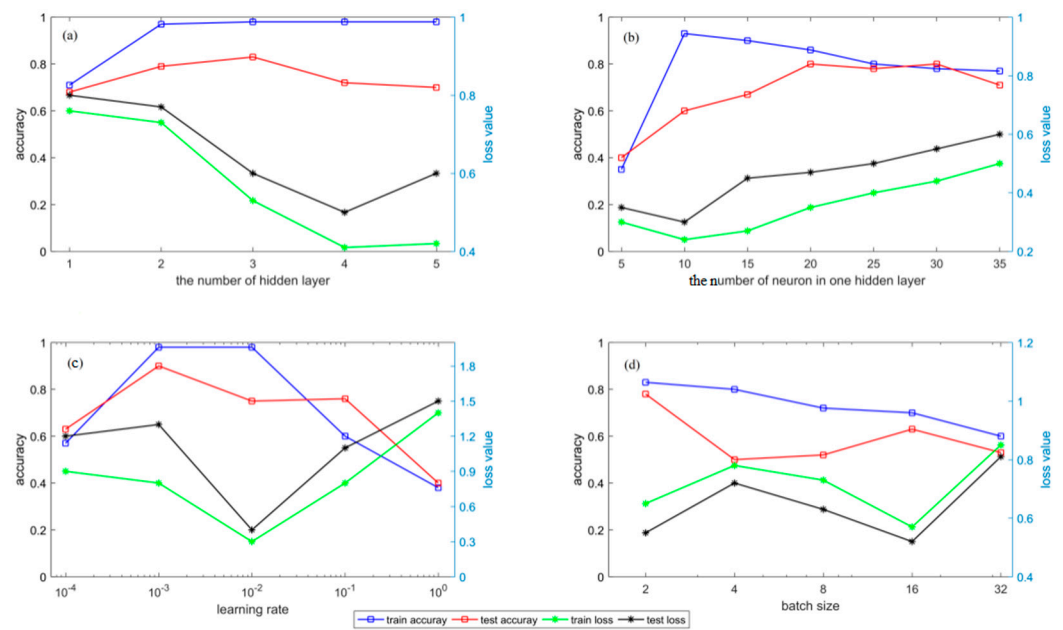 (a)
accuracy
1
0.8
0.6
0.4
0.2
0
1 2 3 4 5
the number of hidden layer
1
0.8
0.6
0.4
loss value
(b)
accuracy
1
0.8
0.6
0.4
0.2
0
5 10 15 20 25 30 35
the number of neuron in one hidden layer
1
0.8
0.6
0.4
0.2
loss value
(c)
accuracy
1
0.8
0.6
0.4
0.2
0
10-4 10-3 10-2 10-1 100
learning rate
1.8
1.5
1.2
0.9
0.6
0.3
0
loss value
(d)
accuracy
1
0.8
0.6
0.4
0.2
0
2 4 8 16 32
batch size
1.2
1
0.8
0.6
0.4
loss value
train accuray test accuray train loss test loss